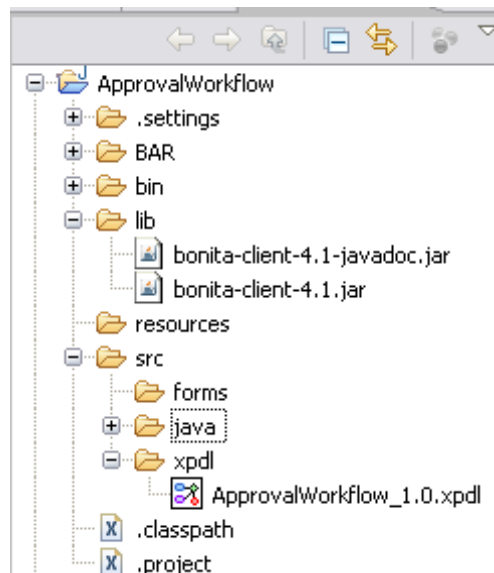 ApprovalWorkflow
.settings
BAR
bin
lib
bonita-client-4.1-javadoc.jar
bonita-client-4.1.jar
resources
src
forms
java
xpdl
ApprovalWorkflow_1.0.xpdl
.classpath
.project